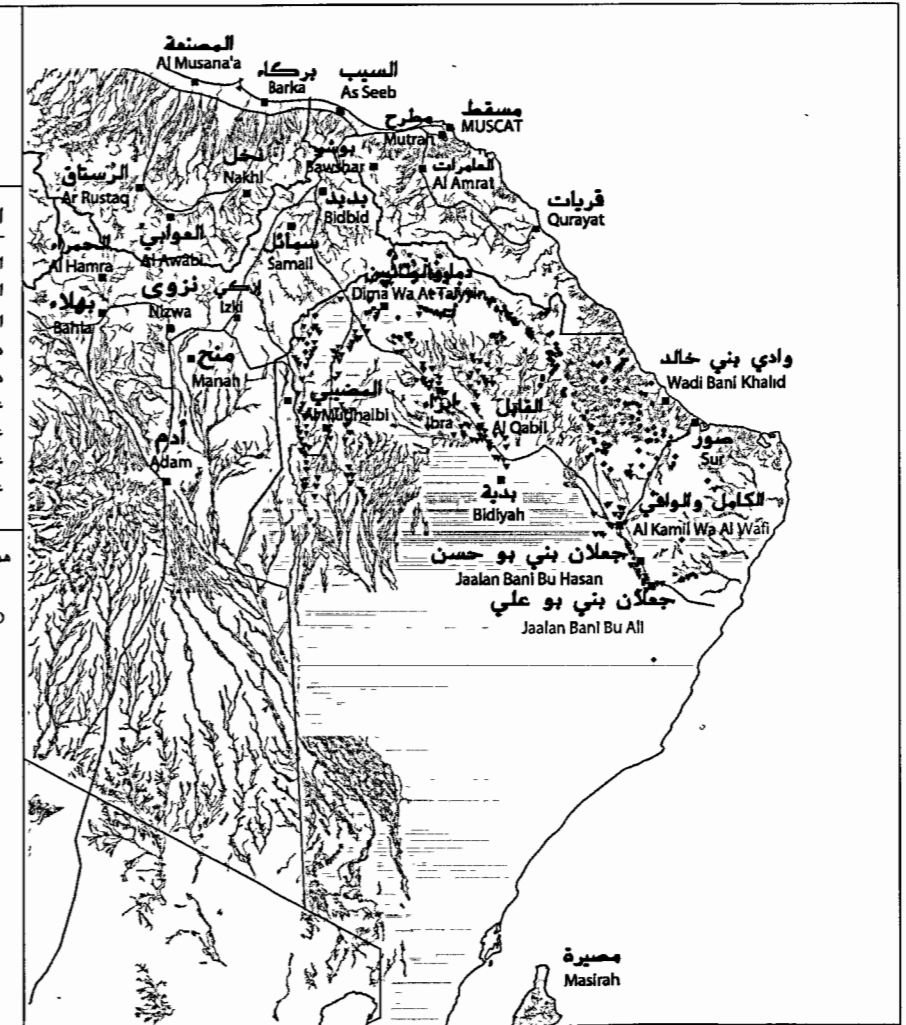 المصنعة
Al Musana'a
بركاء
Barka
السيب
As Seeb
مطرح
Mutrah
مسقط
MUSCAT
بوشر
Bawshar
العامرات
Al Amrat
نخل
Nakhl
الرستاق
Ar Rustaq
بدبد
Bidbid
قريات
Qurayat
العوابي
Al Awabi
سمائل
Samail
الحمراء
Al Hamra
دماء والطائيين
Dima Wa At Taiyyin
نزوى
Nizwa
إزكي
Izki
بهلاء
Bahla
منح
Manah
وادي بني خالد
Wadi Bani Khalid
المضيبي
Al Mudhaibi
إبراء
Ibra
القابل
Al Qabil
أدم
Adam
صور
Sur
بدية
Bidiyah
الكامل والوافي
Al Kamil Wa Al Wafi
جعلان بني بو حسن
Jaalan Bani Bu Hasan
جعلان بني بو علي
Jaalan Bani Bu Ali
مصيرة
Masirah